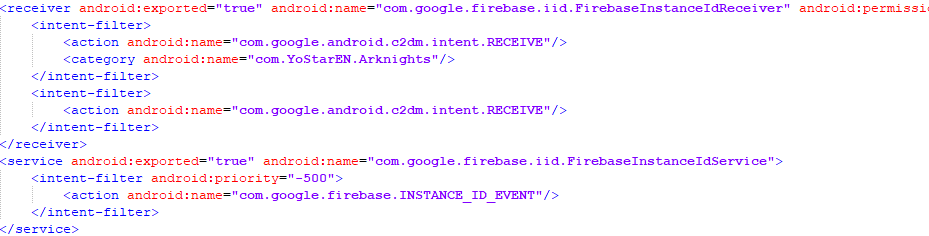 <receiver android:exported="true" android:name="com.google.firebase.iid.FirebaseInstanceIdReceiver" android:permissio
<intent-filter>
<action android:name="com.google.android.c2dm.intent.RECEIVE"/>
<category android:name="com.YoStarEN.Arknights"/>
</intent-filter>
<intent-filter>
<action android:name="com.google.android.c2dm.intent.RECEIVE"/>
</intent-filter>
</receiver>
<service android:exported="true" android:name="com.google.firebase.iid.FirebaseInstanceIdService">
<intent-filter android:priority="-500">
<action android:name="com.google.firebase.INSTANCE_ID_EVENT"/>
</intent-filter>
</service>